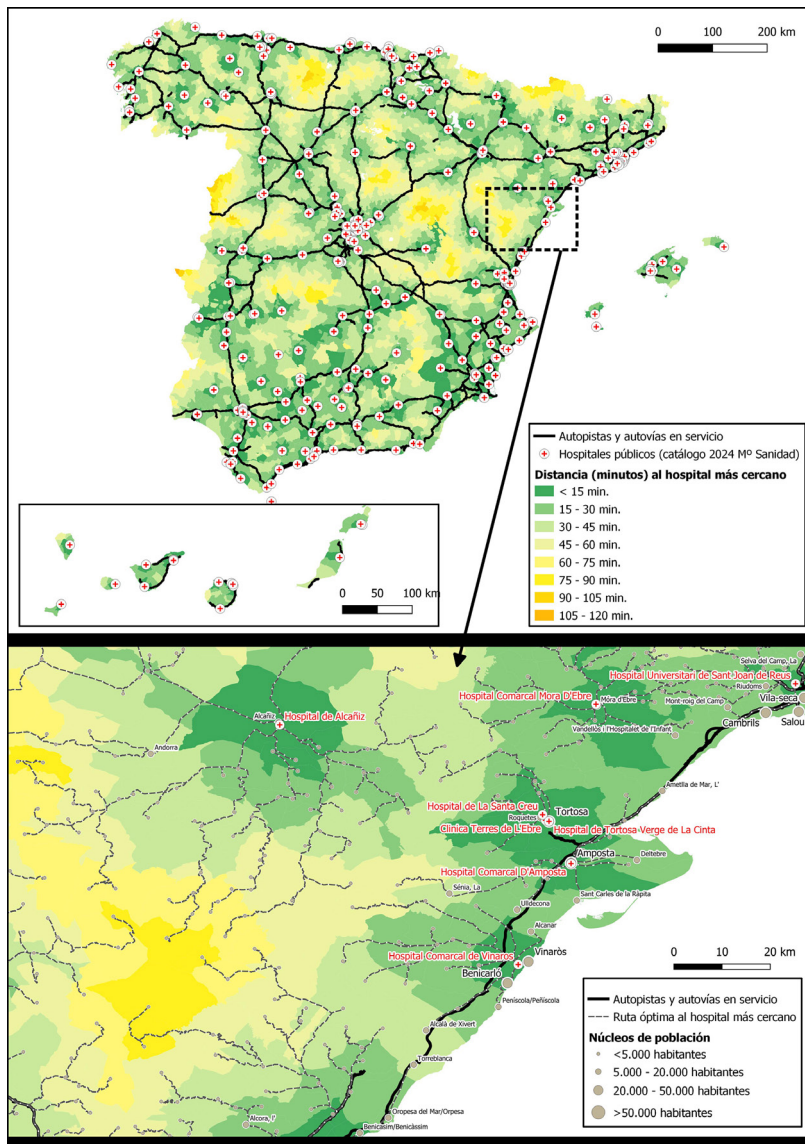 0 100 200 km
Autopistas y autovías en servicio
Hospitales públicos (catálogo 2024 Mº Sanidad)
Distancia (minutos) al hospital más cercano
< 15 min.
15 - 30 min.
30 - 45 min.
45 - 60 min.
60 - 75 min.
75 - 90 min.
90 - 105 min.
105 - 120 min.
0 50 100 km
Selva del Camp, La
Hospital Universitari de Sant Joan de Reus
Riudoms
Vila-seca
Hospital Comarcal Mora D'Ebre
Móra d'Ebre
Mont-roig del Camp
Cambrils
Salou
Alcañiz
Hospital de Alcañiz
Vandellòs i l'Hospitalet de l'Infant
Andorra
Ametlla de Mar, L'
Hospital de La Santa Creu
Tortosa
Roquetes
Clinica Terres de L'Ebre
Hospital de Tortosa Verge de La Cinta
Amposta
Deltebre
Hospital Comarcal D'Amposta
Sénia, La
Sant Carles de la Ràpita
Ulldecona
Alcanar
Hospital Comarcal de Vinaros
Vinaròs
Benicarló
0 10 20 km
Peníscola/Peñíscola
Alcalà de Xivert
Torreblanca
Oropesa del Mar/Orpesa
Alcora, l'
Benicasim/Benicàssim
Autopistas y autovías en servicio
Ruta óptima al hospital más cercano
Núcleos de población
<5.000 habitantes
5.000 - 20.000 habitantes
20.000 - 50.000 habitantes
>50.000 habitantes